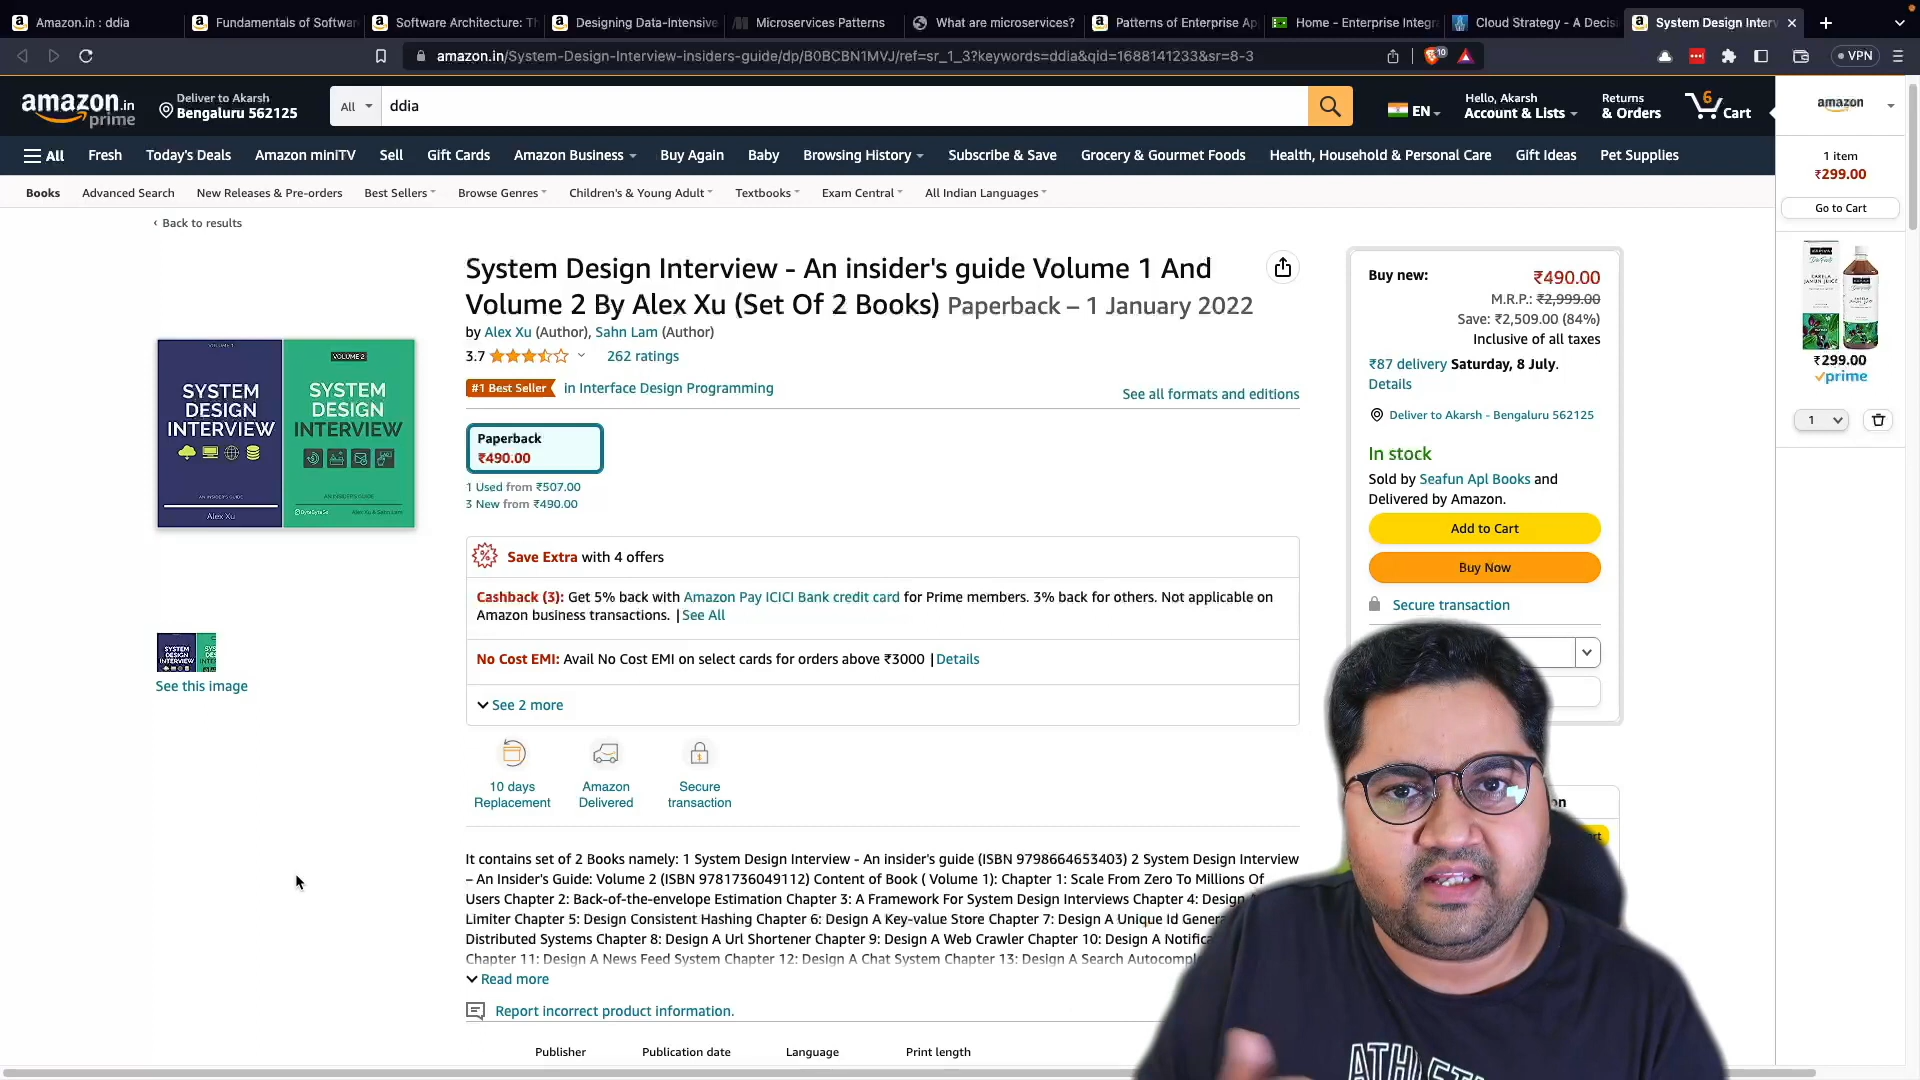 Amazon.in : ddia
Fundamentals of Softwar
Software Architecture: Th
Designing Data-Intensive
Microservices Patterns
What are microservices?
Patterns of Enterprise Ap
Home - Enterprise Integra
Cloud Strategy - A Decisi
System Design Interv
amazon.in/System-Design-Interview-insiders-guide/dp/B0BCBN1MVJ/ref=sr_1_3?keywords=ddia&qid=1688141233&sr=8-3
10
VPN
amazon.in
prime
Deliver to Akarsh
Bengaluru 562125
All
ddia
EN
Hello, Akarsh
Account & Lists
Returns
& Orders
6
Cart
All
Fresh
Today's Deals
Amazon miniTV
Sell
Gift Cards
Amazon Business
Buy Again
Baby
Browsing History
Subscribe & Save
Grocery & Gourmet Foods
Health, Household & Personal Care
Gift Ideas
Pet Supplies
Books
Advanced Search
New Releases & Pre-orders
Best Sellers
Browse Genres
Children's & Young Adult
Textbooks
Exam Central
All Indian Languages
‹ Back to results
VOLUME 1
SYSTEM
DESIGN
INTERVIEW
AN INSIDER'S GUIDE
Alex Xu
VOLUME 2
SYSTEM
DESIGN
INTERVIEW
AN INSIDER'S GUIDE
ByteByteGo
Alex Xu & Sahn Lam
See this image
System Design Interview - An insider's guide Volume 1 And
Volume 2 By Alex Xu (Set Of 2 Books) Paperback – 1 January 2022
by Alex Xu (Author), Sahn Lam (Author)
3.7
262 ratings
#1 Best Seller in Interface Design Programming
See all formats and editions
Paperback
₹490.00
1 Used from ₹507.00
3 New from ₹490.00
Save Extra with 4 offers
Cashback (3): Get 5% back with Amazon Pay ICICI Bank credit card for Prime members. 3% back for others. Not applicable on
Amazon business transactions. | See All
No Cost EMI: Avail No Cost EMI on select cards for orders above ₹3000 | Details
See 2 more
10 days
Replacement
Amazon
Delivered
Secure
transaction
It contains set of 2 Books namely: 1 System Design Interview - An insider's guide (ISBN 9798664653403) 2 System Design Interview
– An Insider's Guide: Volume 2 (ISBN 9781736049112) Content of Book ( Volume 1): Chapter 1: Scale From Zero To Millions Of
Users Chapter 2: Back-of-the-envelope Estimation Chapter 3: A Framework For System Design Interviews Chapter 4: Design A
Limiter Chapter 5: Design Consistent Hashing Chapter 6: Design A Key-value Store Chapter 7: Design A Unique Id Genera
Distributed Systems Chapter 8: Design A Url Shortener Chapter 9: Design A Web Crawler Chapter 10: Design A Notifica
Chapter 11: Design A News Feed System Chapter 12: Design A Chat System Chapter 13: Design A Search Autocompl
Read more
Report incorrect product information.
Publisher
Publication date
Language
Print length
Buy new:
₹490.00
M.R.P.: ₹2,999.00
Save: ₹2,509.00 (84%)
Inclusive of all taxes
₹87 delivery Saturday, 8 July.
Details
Deliver to Akarsh - Bengaluru 562125
In stock
Sold by Seafun Apl Books and
Delivered by Amazon.
Add to Cart
Buy Now
Secure transaction
on
rt
amazon
1 item
₹299.00
Go to Cart
₹299.00
prime
1